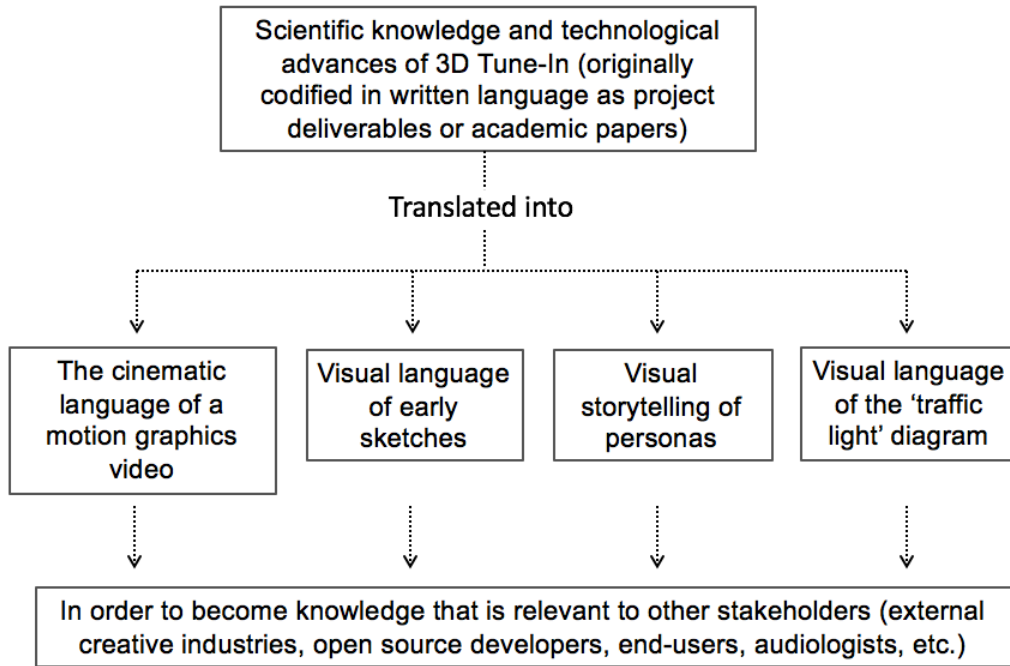 Scientific knowledge and technological
advances of 3D Tune-In (originally
codified in written language as project
deliverables or academic papers)
Translated into
The cinematic
language of a
motion graphics
video
Visual language
of early
sketches
Visual
storytelling of
personas
Visual language
of the ‘traffic
light’ diagram
In order to become knowledge that is relevant to other stakeholders (external
creative industries, open source developers, end-users, audiologists, etc.)